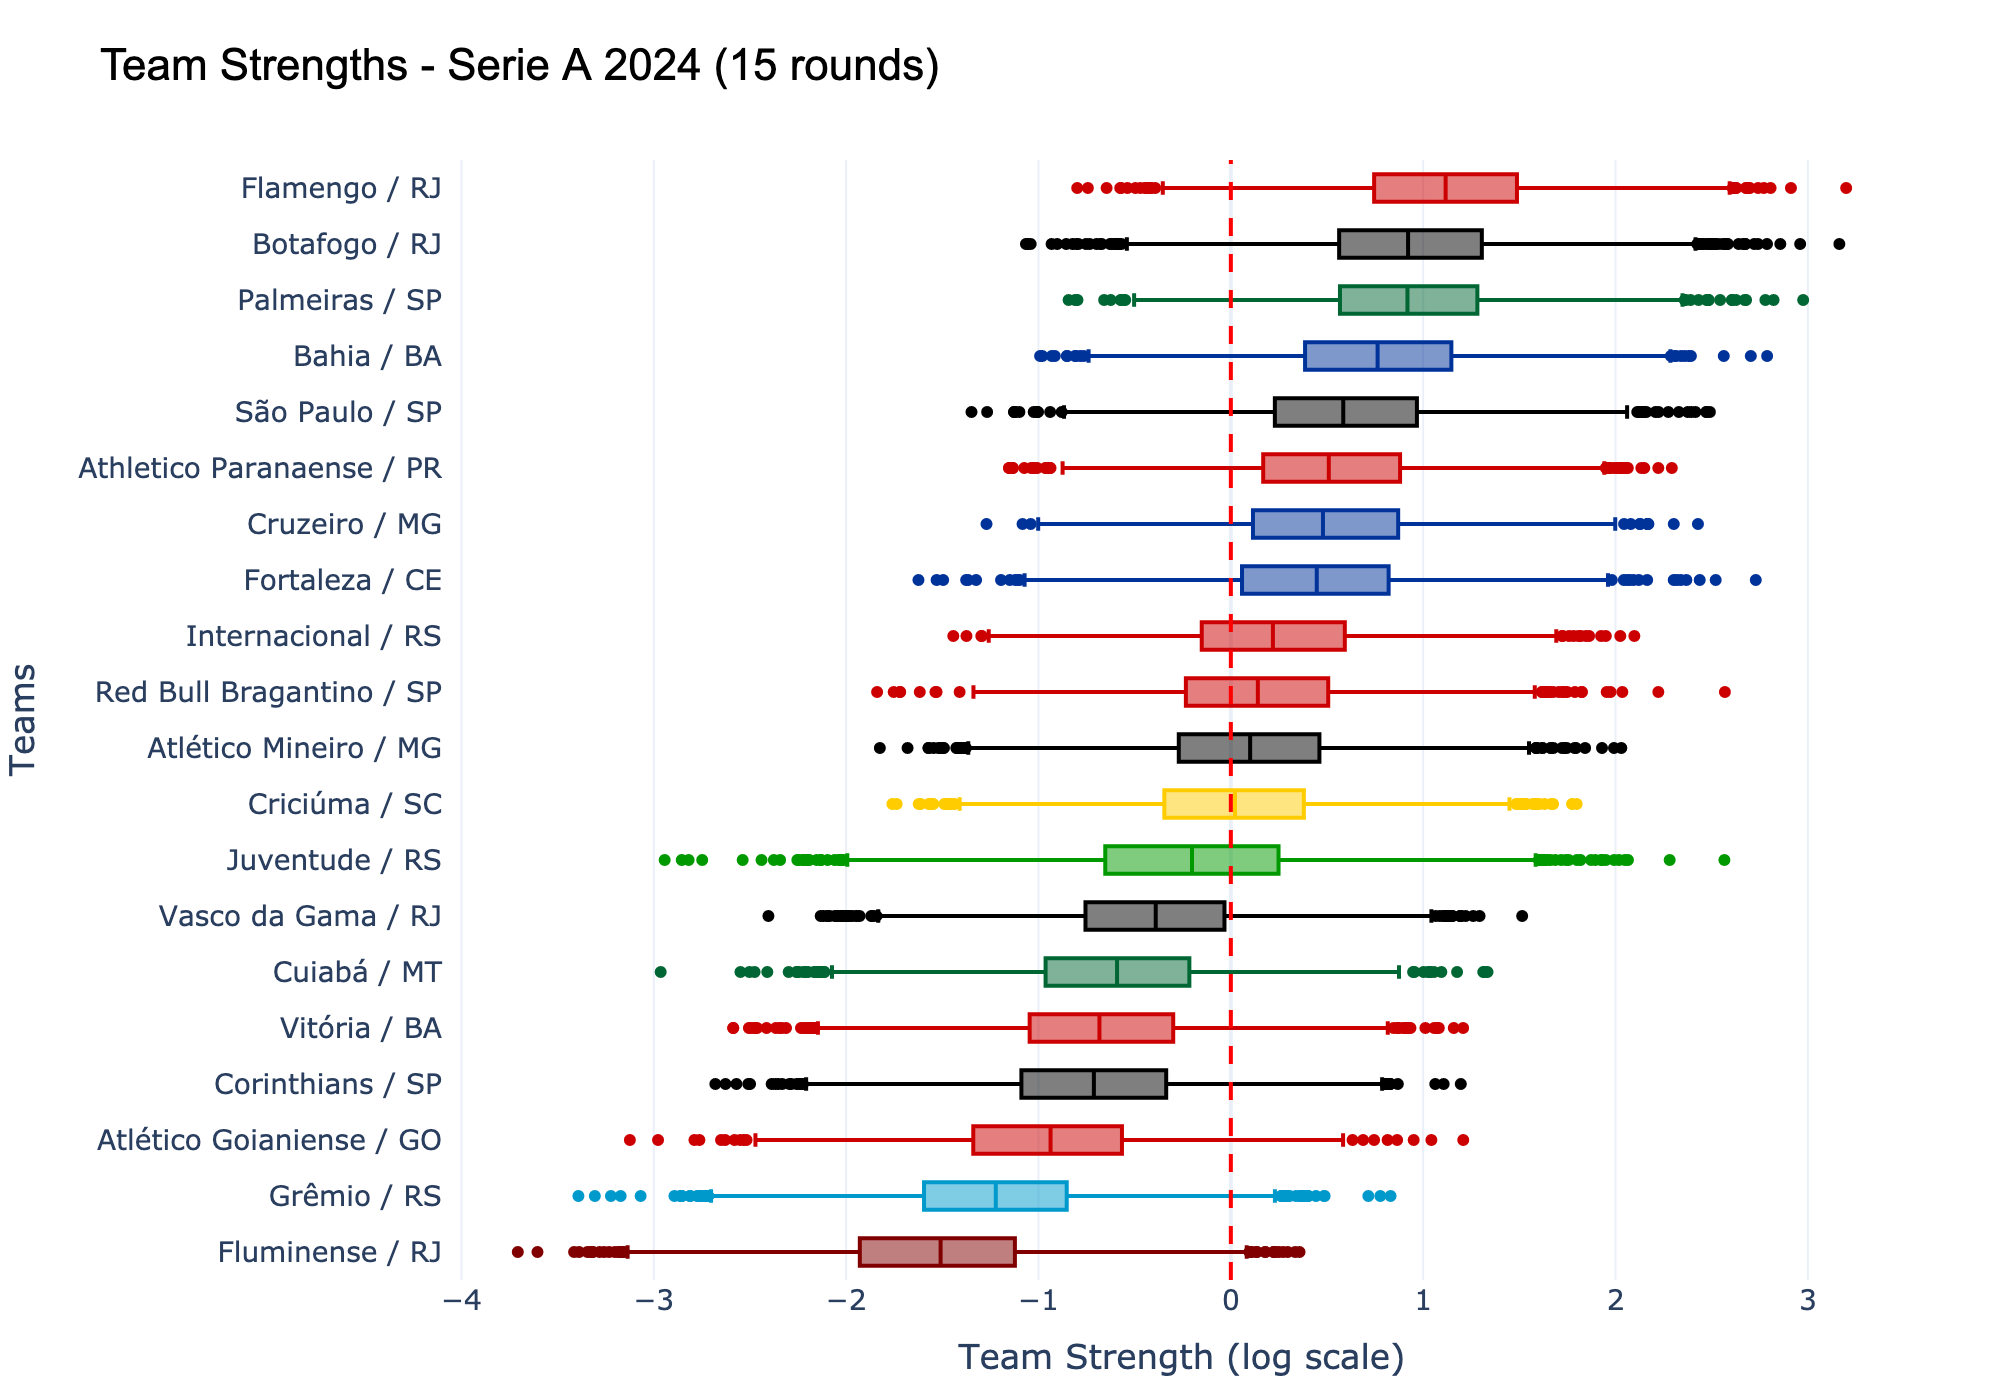 Team Strengths - Serie A 2024 (15 rounds)
Teams
Flamengo / RJ
Botafogo / RJ
Palmeiras / SP
Bahia / BA
São Paulo / SP
Athletico Paranaense / PR
Cruzeiro / MG
Fortaleza / CE
Internacional / RS
Red Bull Bragantino / SP
Atlético Mineiro / MG
Criciúma / SC
Juventude / RS
Vasco da Gama / RJ
Cuiabá / MT
Vitória / BA
Corinthians / SP
Atlético Goianiense / GO
Grêmio / RS
Fluminense / RJ
−4 −3 −2 −1 0 1 2 3
Team Strength (log scale)